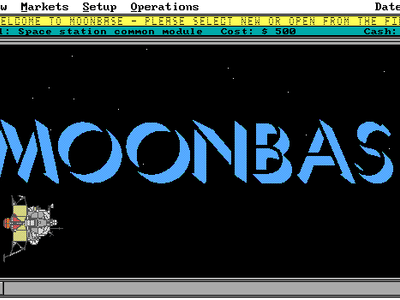 w Markets Setup Operations Date
ELCOME TO MOONBASE - PLEASE SELECT NEW OR OPEN FROM THE FI
l: Space station common module Cost: $ 500 Cash:
MOONBAS